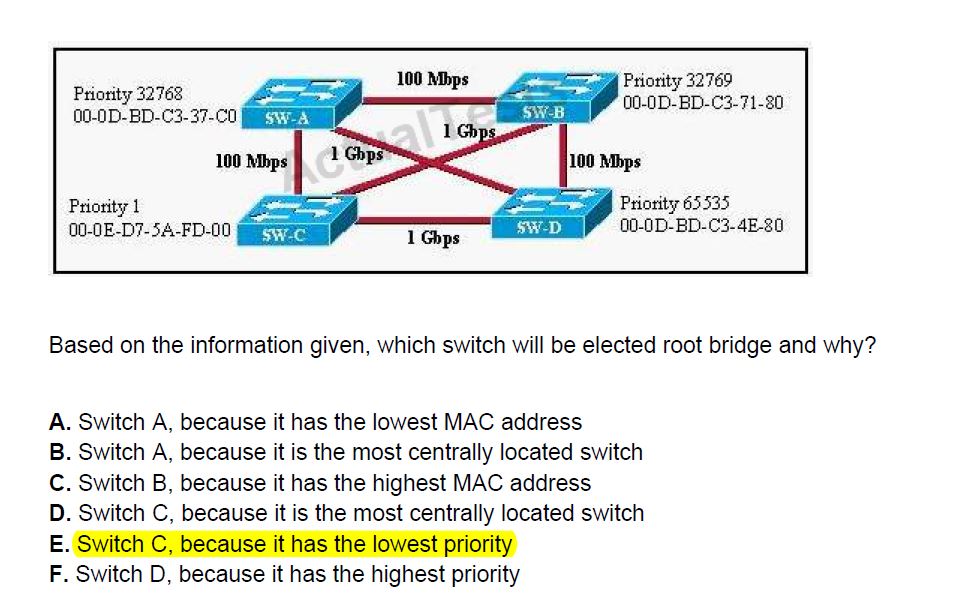 100 Mbps
Priority 32768
00-0D-BD-C3-37-C0
SW-A
Priority 32769
00-0D-BD-C3-71-80
SW-B
1 Gbps
1 Gbps
100 Mbps
100 Mbps
Priority 1
00-0E-D7-5A-FD-00
SW-C
Priority 65535
00-0D-BD-C3-4E-80
SW-D
1 Gbps
Based on the information given, which switch will be elected root bridge and why?
A. Switch A, because it has the lowest MAC address
B. Switch A, because it is the most centrally located switch
C. Switch B, because it has the highest MAC address
D. Switch C, because it is the most centrally located switch
E. Switch C, because it has the lowest priority
F. Switch D, because it has the highest priority